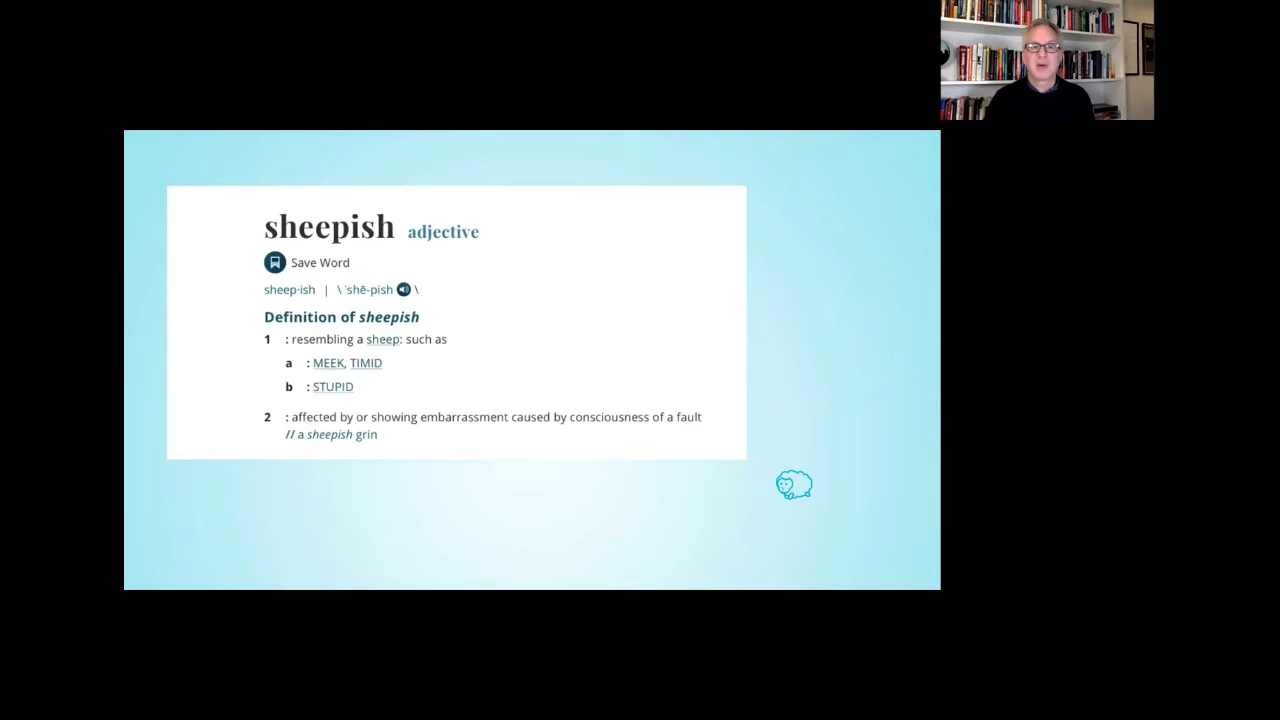 sheepish adjective
Save Word
sheep·ish | \ ˈshē-pish \
Definition of sheepish
1 : resembling a sheep: such as
a : MEEK, TIMID
b : STUPID
2 : affected by or showing embarrassment caused by consciousness of a fault
// a sheepish grin